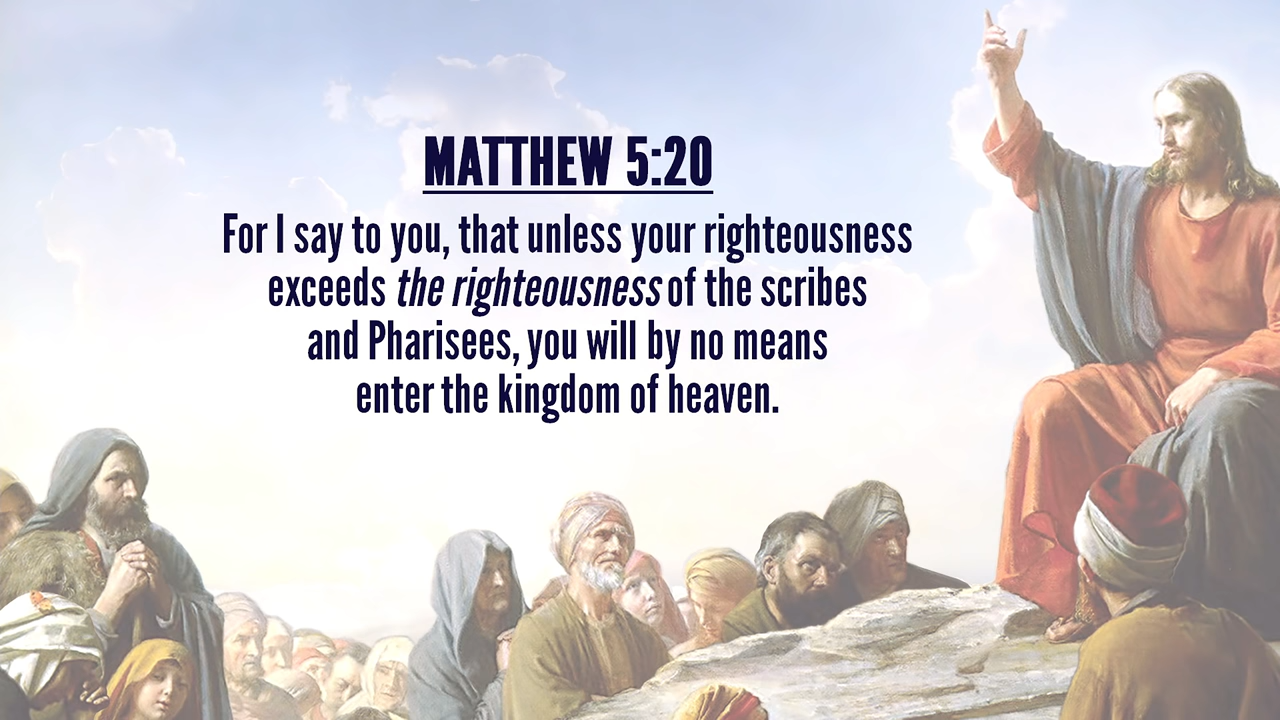 MATTHEW 5:20
For I say to you, that unless your righteousness
exceeds the righteousness of the scribes
and Pharisees, you will by no means
enter the kingdom of heaven.